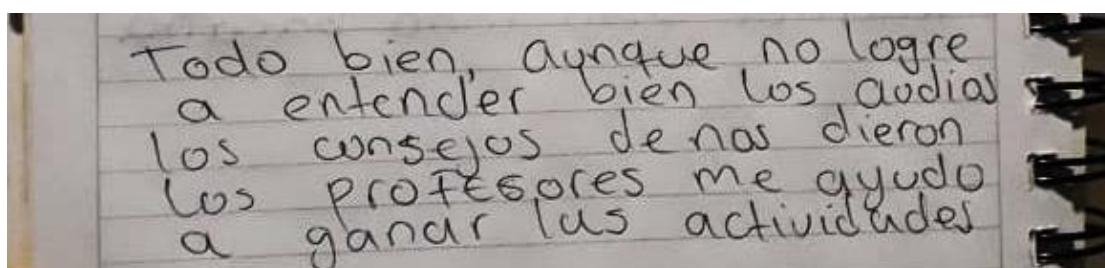 Todo bien, aunque no logre
a entender bien los audios
los consejos de nos dieron
los profesores me ayudo
a ganar las actividades